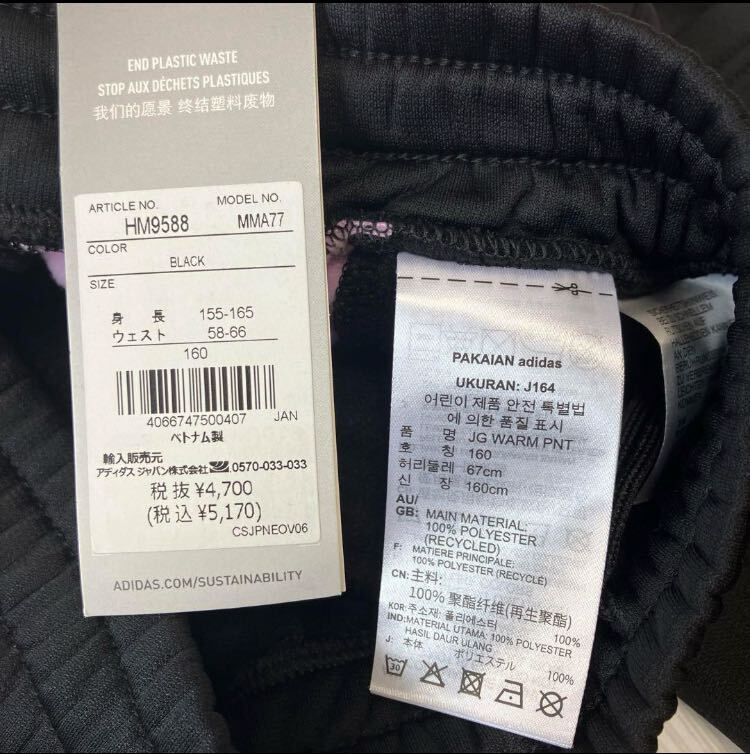 END PLASTIC WASTE
STOP AUX DÉCHETS PLASTIQUES
我们的愿景 终结塑料废物
ARTICLE NO. MODEL NO.
HM9588 MMA77
COLOR
BLACK
SIZE
身 長 155-165
ウェスト 58-66
160
4066747500407 JAN
ベトナム製
輸入販売元
アディダス ジャパン株式会社 0570-033-033
税 抜 ¥4,700
(税 込 ¥5,170)
CSJPNEOV06
ADIDAS.COM/SUSTAINABILITY
PAKAIAN adidas
UKURAN: J164
어린이 제품 안전 특별법
에 의한 품질 표시
품 명 JG WARM PNT
호 칭 160
허리둘레 67cm
신 장 160cm
AU/
GB: MAIN MATERIAL:
100% POLYESTER
(RECYCLED)
F: MATIERE PRINCIPALE:
100% POLYESTER (RECYCLÉ)
CN: 主料:
100% 聚酯纤维(再生聚酯)
KOR: 주소재: 폴리에스터 100%
IND: MATERIAL UTAMA: 100% POLYESTER
HASIL DAUR ULANG
J: 本体 ポリエステル 100%
30